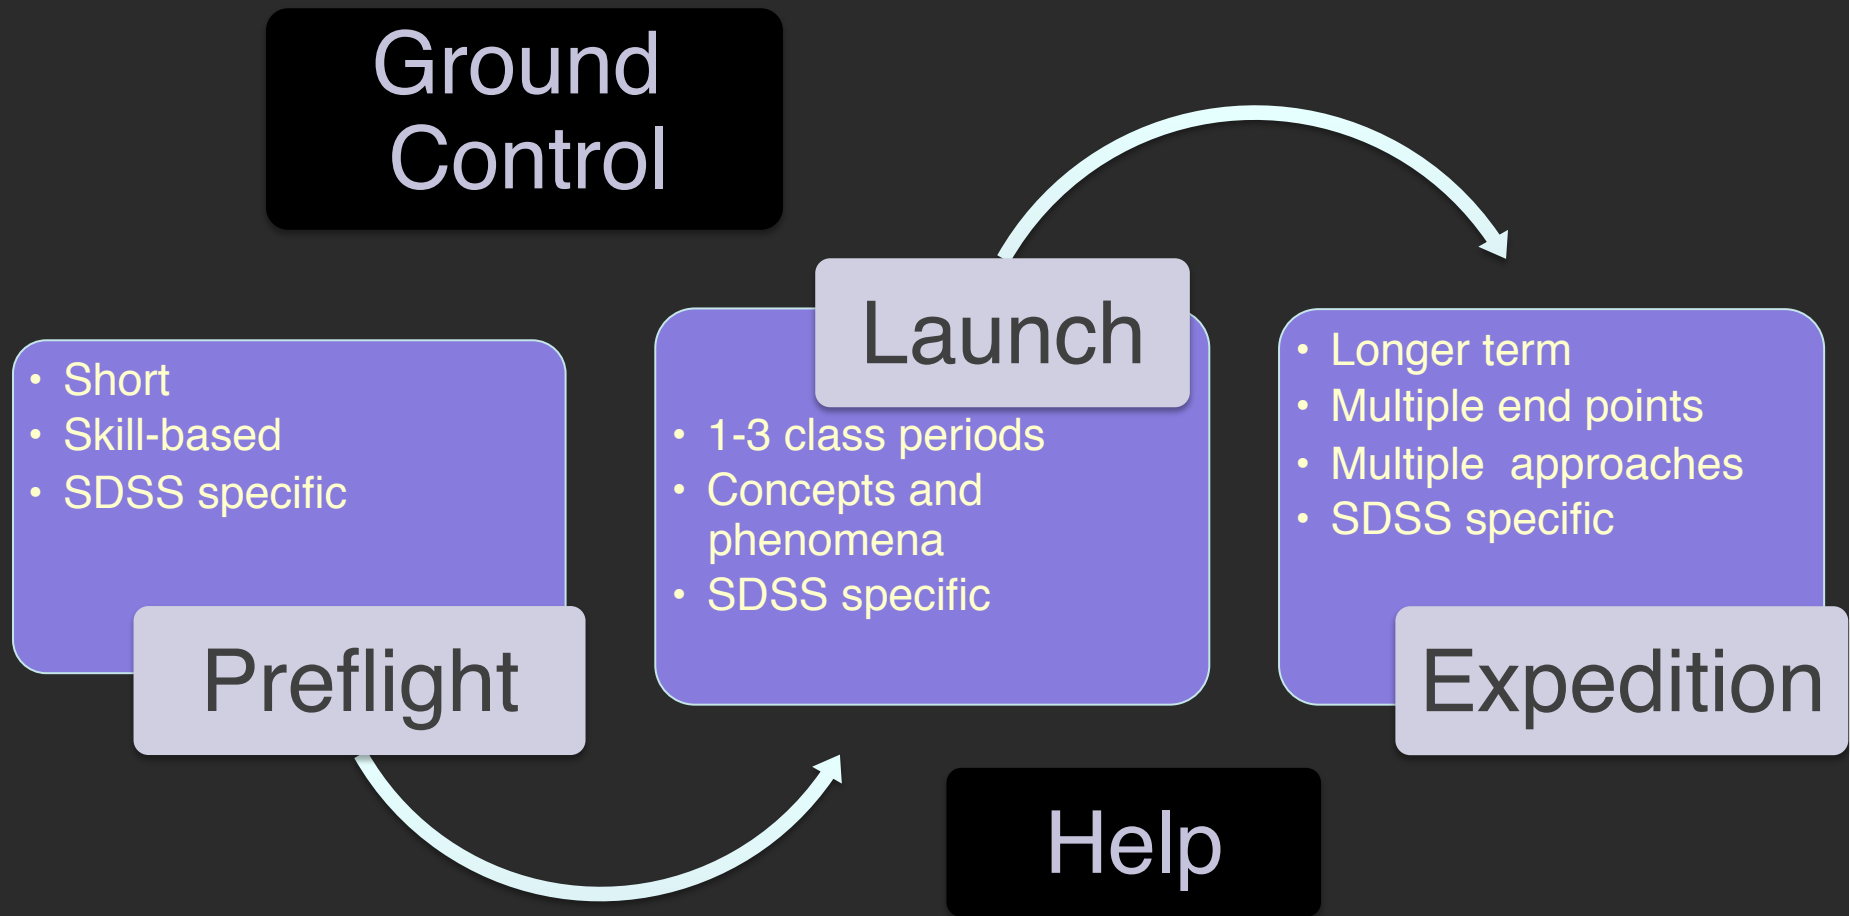 Ground
Control
• Short
• Skill-based
• SDSS specific
Preflight
Launch
• 1-3 class periods
• Concepts and
phenomena
• SDSS specific
• Longer term
• Multiple end points
• Multiple  approaches
• SDSS specific
Expedition
Help